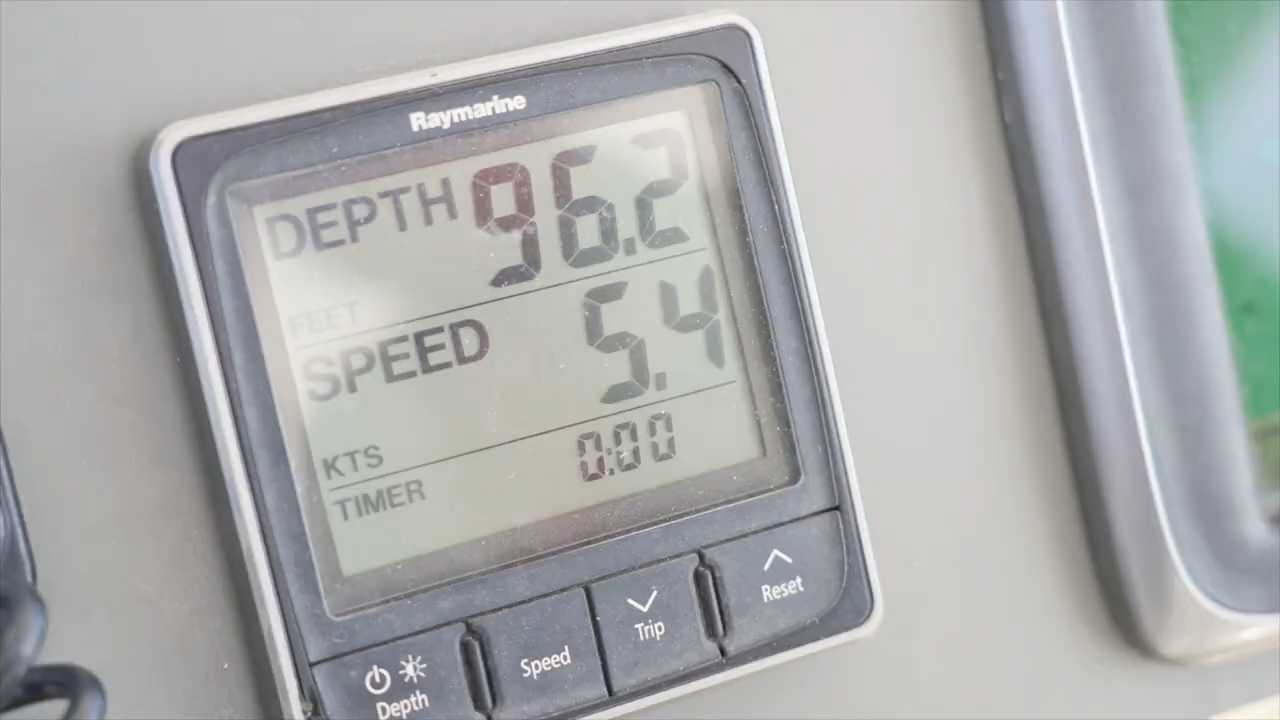 Raymarine
DEPTH 96.2
FEET
SPEED 5.4
KTS
TIMER 0:00
Depth Speed Trip Reset